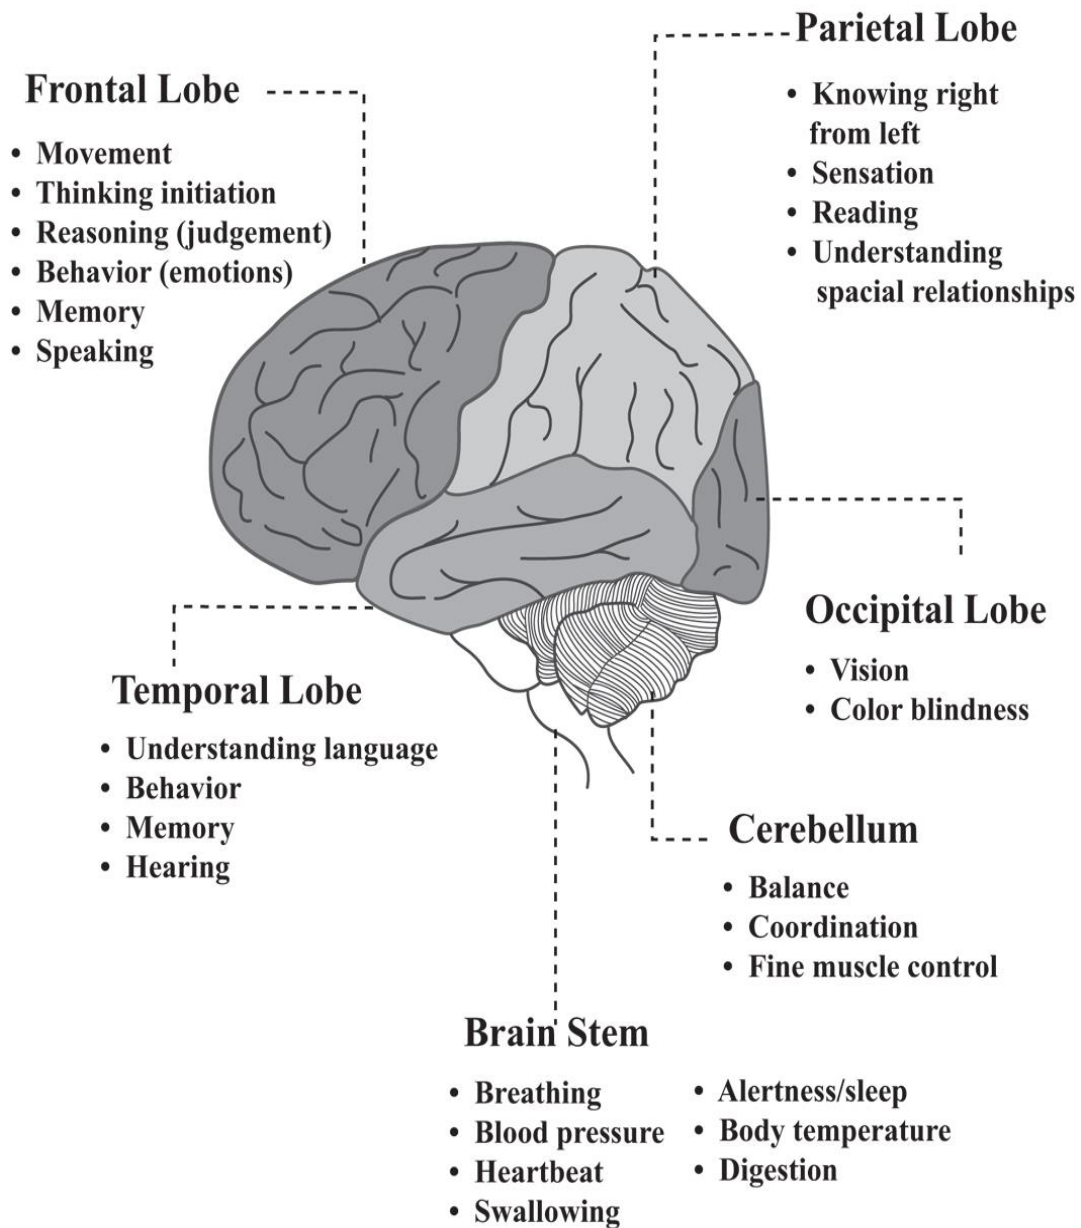 Parietal Lobe
• Knowing right
from left
• Sensation
• Reading
• Understanding
spacial relationships
Frontal Lobe
• Movement
• Thinking initiation
• Reasoning (judgement)
• Behavior (emotions)
• Memory
• Speaking
Occipital Lobe
• Vision
• Color blindness
Temporal Lobe
• Understanding language
• Behavior
• Memory
• Hearing
Cerebellum
• Balance
• Coordination
• Fine muscle control
Brain Stem
• Breathing
• Blood pressure
• Heartbeat
• Swallowing
• Alertness/sleep
• Body temperature
• Digestion